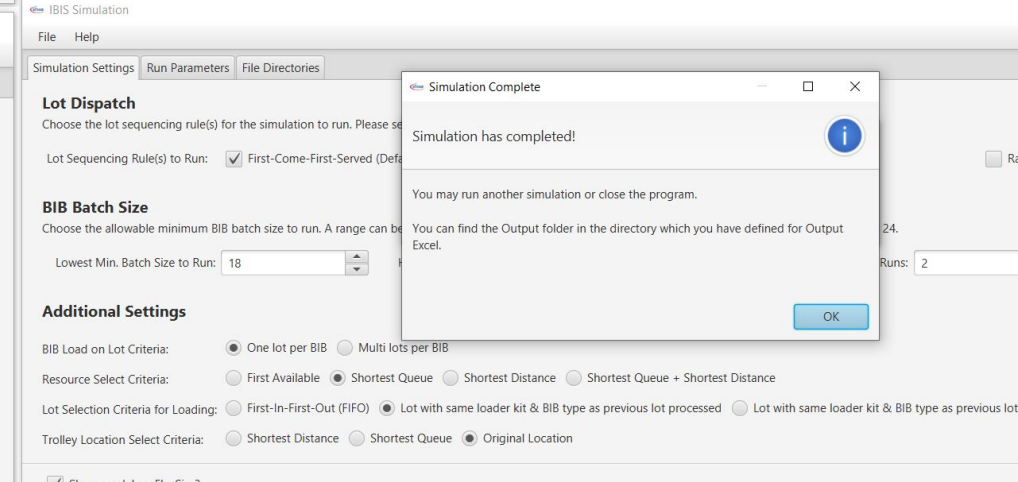 IBIS Simulation
File Help
Simulation Settings Run Parameters File Directories
Simulation Complete
Lot Dispatch
Choose the lot sequencing rule(s) for the simulation to run. Please
Simulation has completed!
Lot Sequencing Rule(s) to Run: First-Come-First-Served
You may run another simulation or close the program.
BIB Batch Size
Choose the allowable minimum BIB batch size to run. A range can be
You can find the Output folder in the directory which you have defined for Output
24.
Excel.
Lowest Min. Batch Size to Run: 18
Runs: 2
Additional Settings
OK
BIB Load on Lot Criteria: One lot per BIB Multi lots per BIB
Resource Select Criteria: First Available Shortest Queue Shortest Distance Shortest Queue + Shortest Distance
Lot Selection Criteria for Loading: First-In-First-Out (FIFO) Lot with same loader kit & BIB type as previous lot processed Lot with same loader kit & BIB type as previous lot
Trolley Location Select Criteria: Shortest Distance Shortest Queue Original Location